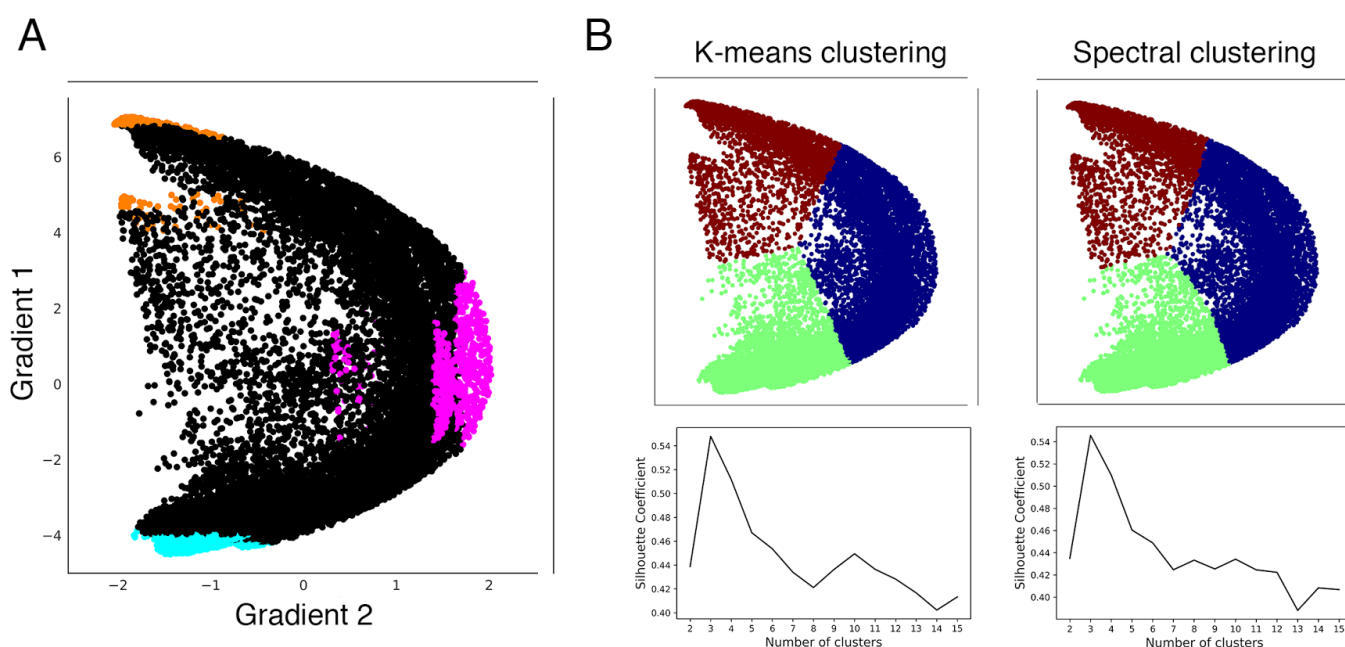 A
6
4
2
0
−2
−4
Gradient 1
−2
−1
0
1
2
Gradient 2
B
K-means clustering
Spectral clustering
0.54
0.52
0.50
0.48
0.46
0.44
0.42
0.40
Silhouette Coefficient
2 3 4 5 6 7 8 9 10 11 12 13 14 15
Number of clusters
0.54
0.52
0.50
0.48
0.46
0.44
0.42
0.40
Silhouette Coefficient
2 3 4 5 6 7 8 9 10 11 12 13 14 15
Number of clusters